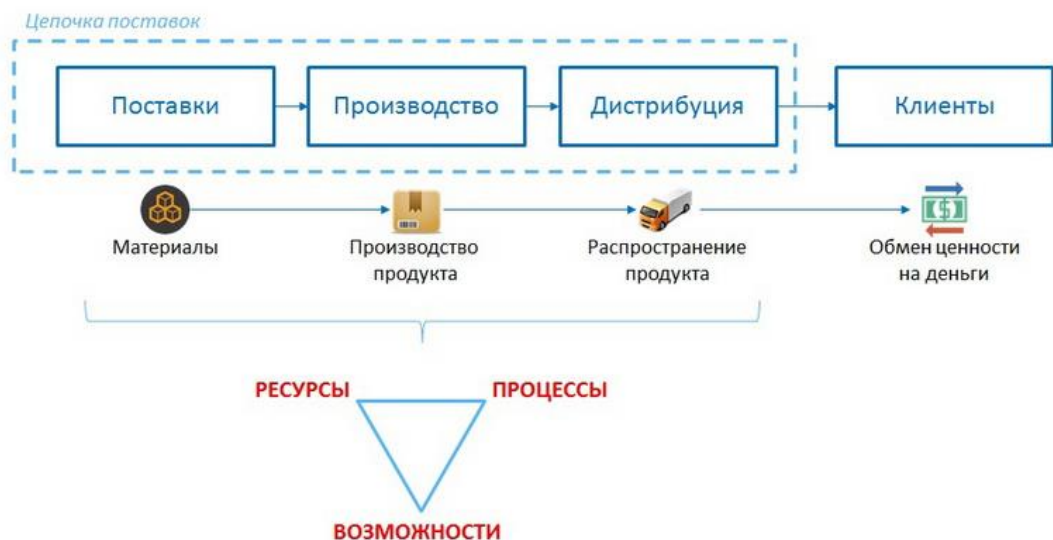 Цепочка поставок
Поставки
Производство
Дистрибуция
Клиенты
Материалы
Производство
продукта
Распространение
продукта
Обмен ценности
на деньги
РЕСУРСЫ
ПРОЦЕССЫ
ВОЗМОЖНОСТИ